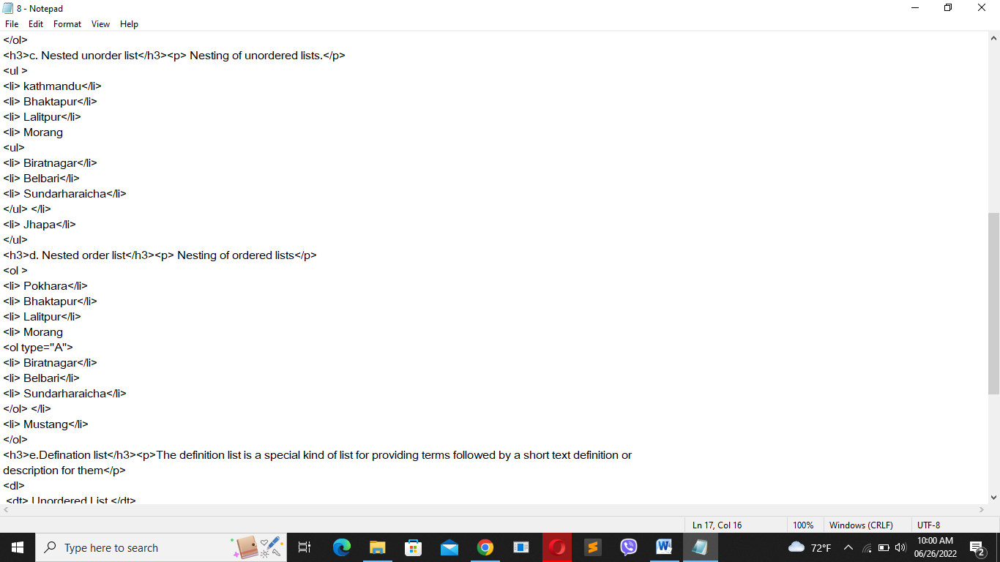 8 - Notepad
File Edit Format View Help
</ol>
<h3>c. Nested unorder list</h3><p> Nesting of unordered lists.</p>
<ul >
<li> kathmandu</li>
<li> Bhaktapur</li>
<li> Lalitpur</li>
<li> Morang
<ul>
<li> Biratnagar</li>
<li> Belbari</li>
<li> Sundarharaicha</li>
</ul> </li>
<li> Jhapa</li>
</ul>
<h3>d. Nested order list</h3><p> Nesting of ordered lists</p>
<ol >
<li> Pokhara</li>
<li> Bhaktapur</li>
<li> Lalitpur</li>
<li> Morang
<ol type="A">
<li> Biratnagar</li>
<li> Belbari</li>
<li> Sundarharaicha</li>
</ol> </li>
<li> Mustang</li>
</ol>
<h3>e.Defination list</h3><p>The definition list is a special kind of list for providing terms followed by a short text definition or
description for them</p>
<dl>
<dt> Unordered List </dt>
Ln 17, Col 16 100% Windows (CRLF) UTF-8
Type here to search
72°F
10:00 AM
06/26/2022
2